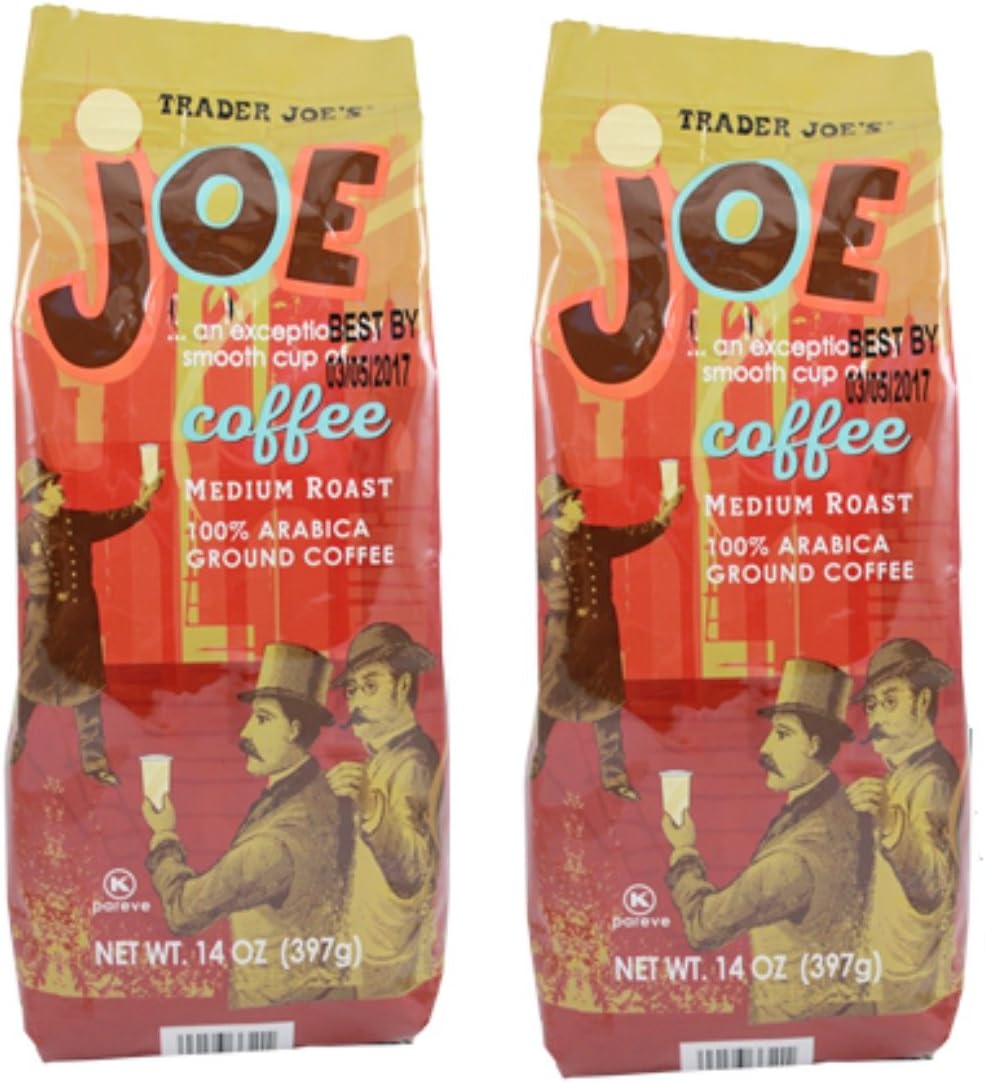 TRADER JOE'S
JOE
... an exceptio
BEST BY
smooth cup of
03/05/2017
coffee
MEDIUM ROAST
100% ARABICA
GROUND COFFEE
K
pareve
NET WT. 14 OZ (397g)
TRADER JOE'S
JOE
... an exceptio
BEST BY
smooth cup of
03/05/2017
coffee
MEDIUM ROAST
100% ARABICA
GROUND COFFEE
K
pareve
NET WT. 14 OZ (397g)